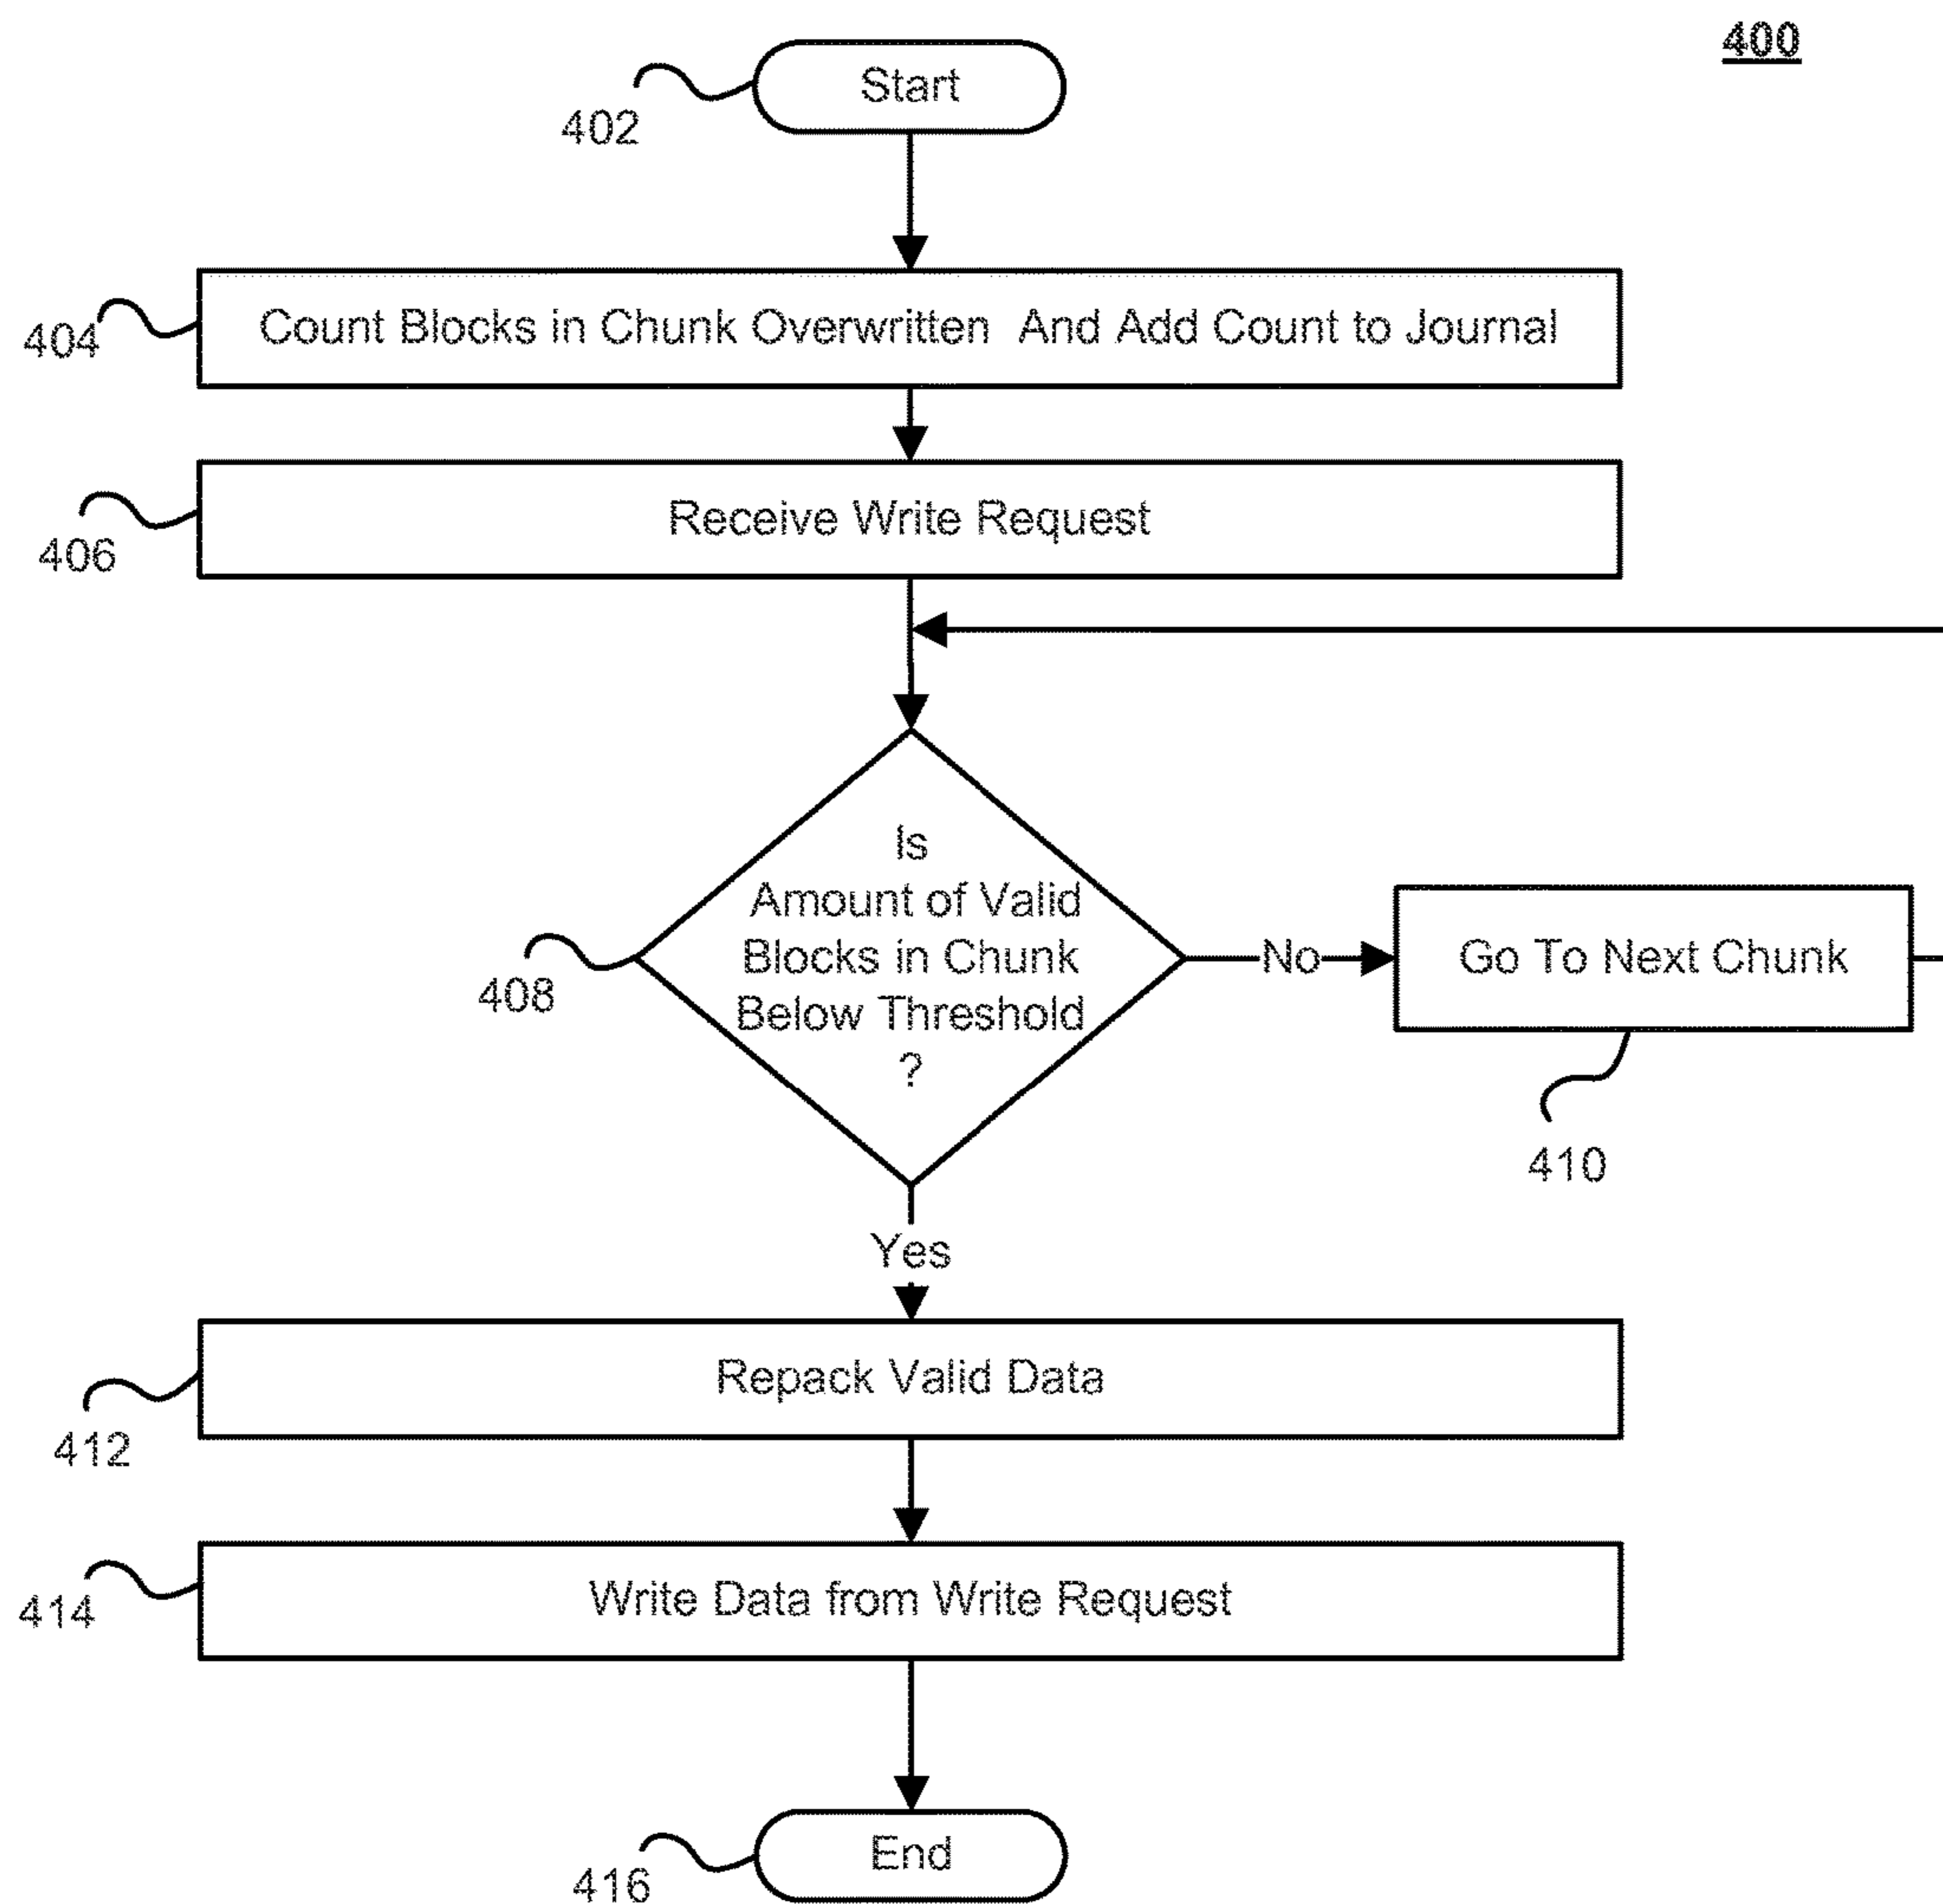 400
Start
402
Count Blocks in Chunk Overwritten And Add Count to Journal
404
Receive Write Request
406
Is
Amount of Valid
Blocks in Chunk
Below Threshold
?
408
No
Go To Next Chunk
410
Yes
Repack Valid Data
412
Write Data from Write Request
414
End
416